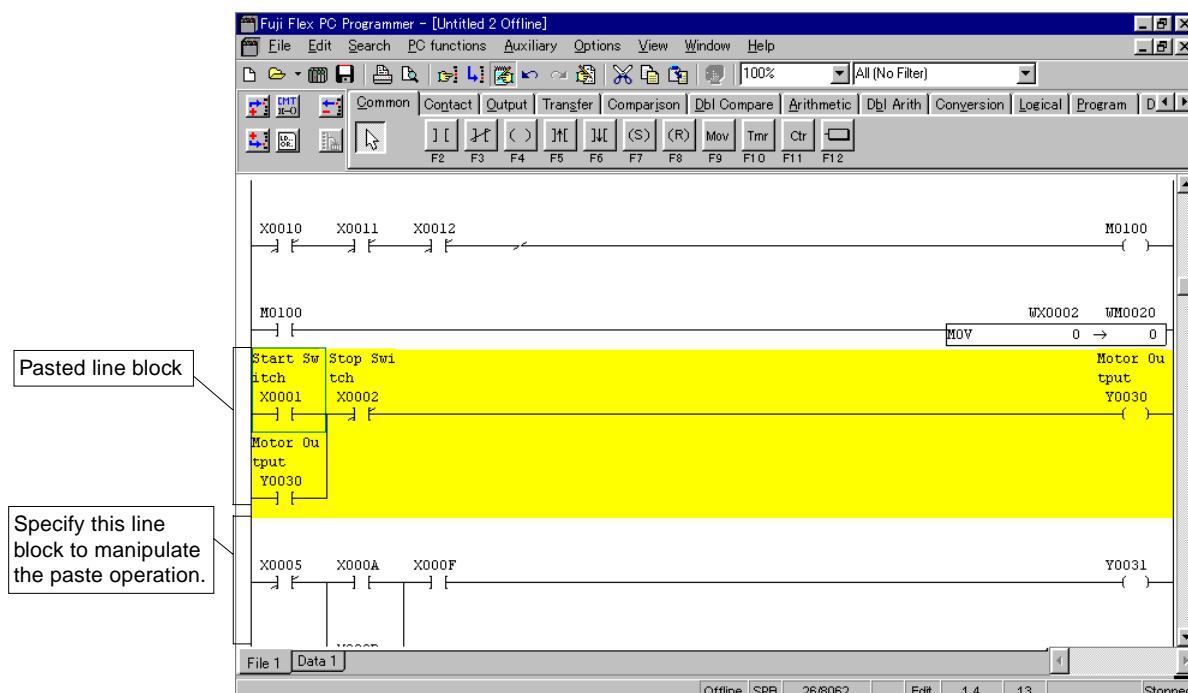 Fuji Flex PC Programmer - [Untitled 2 Offline]
File Edit Search PC functions Auxiliary Options View Window Help
100% All (No Filter)
Common Contact Output Transfer Comparison Dbl Compare Arithmetic Dbl Arith Conversion Logical Program D
CMT
LD..
OR..
( ) (S) (R) Mov Tmr Ctr
F2 F3 F4 F5 F6 F7 F8 F9 F10 F11 F12
X0010 X0011 X0012 M0100
M0100 WX0002 WM0020
MOV 0 → 0
Pasted line block
Start Sw Stop Swi Motor Ou
itch tch tput
X0001 X0002 Y0030
Motor Ou
tput
Y0030
Specify this line
block to manipulate
the paste operation.
X0005 X000A X000F Y0031
File 1 Data 1
Offline SPB 26/8062 Edit 1,4 13